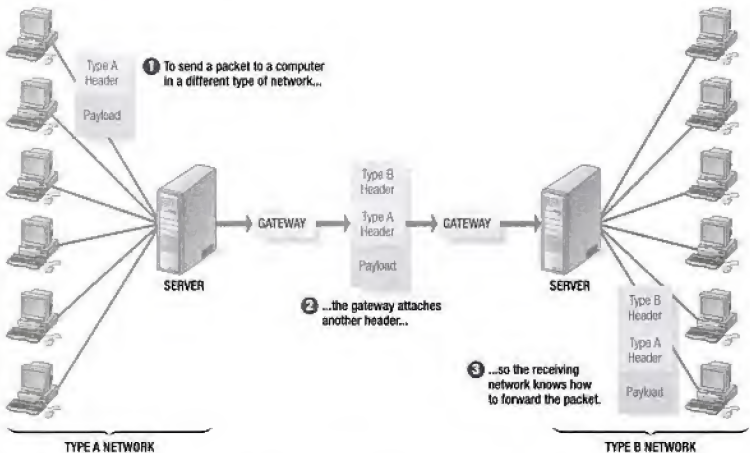 Type A
Header
Payload
1 To send a packet to a computer
in a different type of network...
SERVER
GATEWAY
Type B
Header
Type A
Header
Payload
GATEWAY
SERVER
2 ...the gateway attaches
another header...
Type B
Header
Type A
Header
Payload
3 ...so the receiving
network knows how
to forward the packet.
TYPE A NETWORK
TYPE B NETWORK